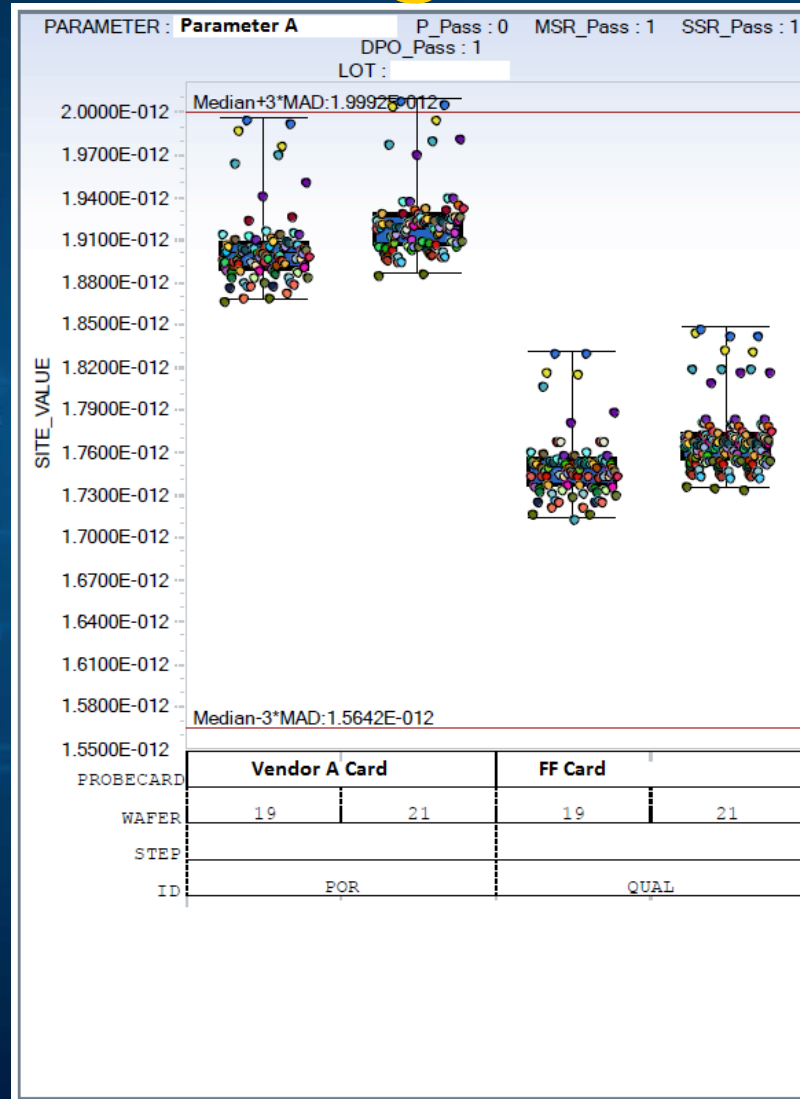 PARAMETER : Parameter A P_Pass : 0 MSR_Pass : 1 SSR_Pass : 1
DPO_Pass : 1
LOT :
Median+3*MAD:1.9992E-012
2.0000E-012
1.9700E-012
1.9400E-012
1.9100E-012
1.8800E-012
1.8500E-012
1.8200E-012
1.7900E-012
1.7600E-012
1.7300E-012
1.7000E-012
1.6700E-012
1.6400E-012
1.6100E-012
1.5800E-012
1.5500E-012
SITE_VALUE
Median-3*MAD:1.5642E-012
PROBECARD Vendor A Card FF Card
WAFER 19 21 19 21
STEP
ID POR QUAL